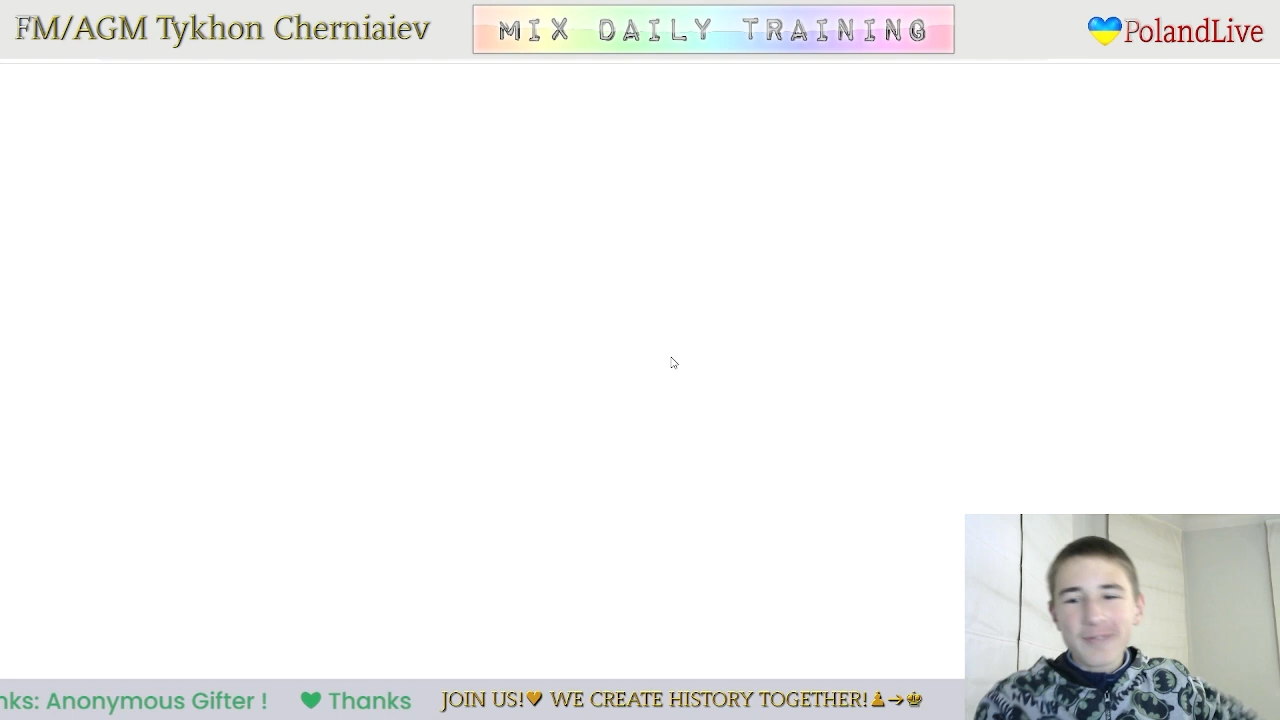 FM/AGM Tykhon Cherniaiev
MIX DAILY TRAINING
💙PolandLive
nks: Anonymous Gifter !
💚 Thanks
JOIN US!🧡 WE CREATE HISTORY TOGETHER!♟➔♚